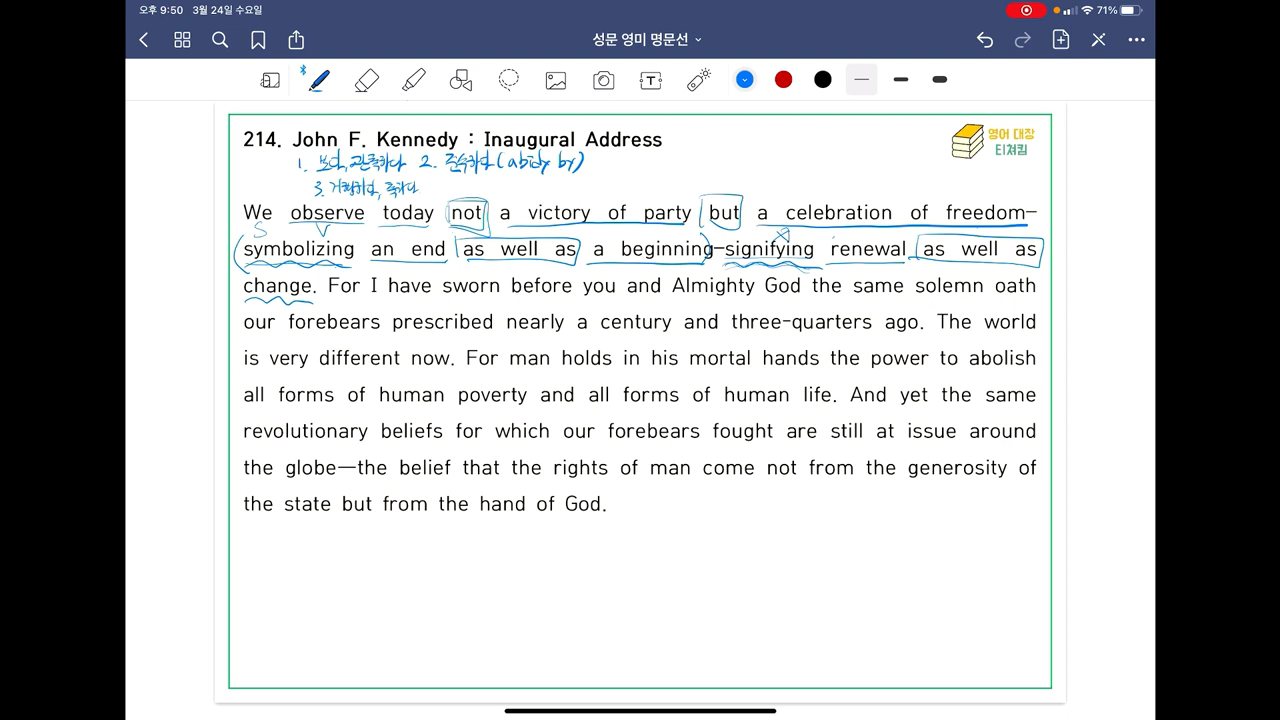 오후 9:50 3월 24일 수요일
71%
성문 영미 명문선
214. John F. Kennedy : Inaugural Address
영어 대장
티쳐킴
1. 보다, 관측하다 2. 준수하다 (abide by)
3. 거행하다, 축하다
We observe today not a victory of party but a celebration of freedom–
S V
symbolizing an end as well as a beginning–signifying renewal as well as
change. For I have sworn before you and Almighty God the same solemn oath
our forebears prescribed nearly a century and three-quarters ago. The world
is very different now. For man holds in his mortal hands the power to abolish
all forms of human poverty and all forms of human life. And yet the same
revolutionary beliefs for which our forebears fought are still at issue around
the globe—the belief that the rights of man come not from the generosity of
the state but from the hand of God.